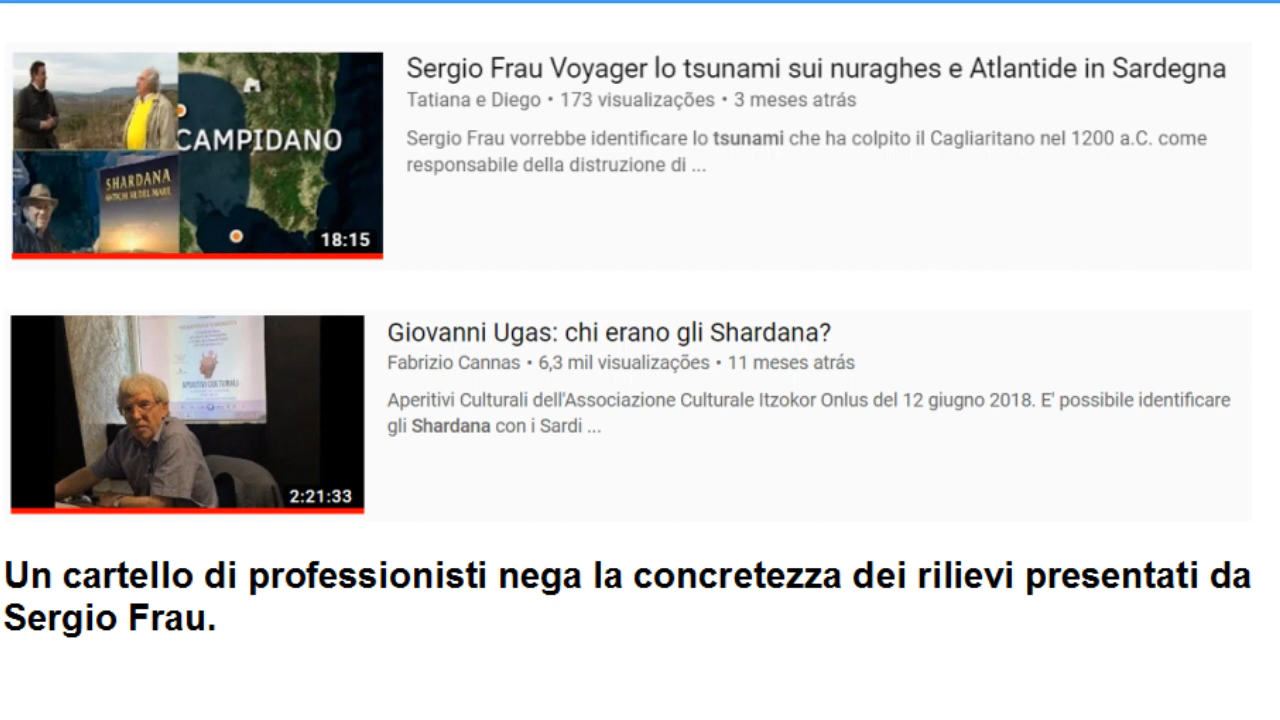 Sergio Frau Voyager lo tsunami sui nuraghes e Atlantide in Sardegna
Tatiana e Diego • 173 visualizações • 3 meses atrás
Sergio Frau vorrebbe identificare lo tsunami che ha colpito il Cagliaritano nel 1200 a.C. come
responsabile della distruzione di ...
CAMPIDANO
SHARDANA
18:15
Giovanni Ugas: chi erano gli Shardana?
Fabrizio Cannas • 6,3 mil visualizações • 11 meses atrás
Aperitivi Culturali dell'Associazione Culturale Itzokor Onlus del 12 giugno 2018. E' possibile identificare
gli Shardana con i Sardi ...
APERITIVI CULTURALI
2:21:33
Un cartello di professionisti nega la concretezza dei rilievi presentati da
Sergio Frau.